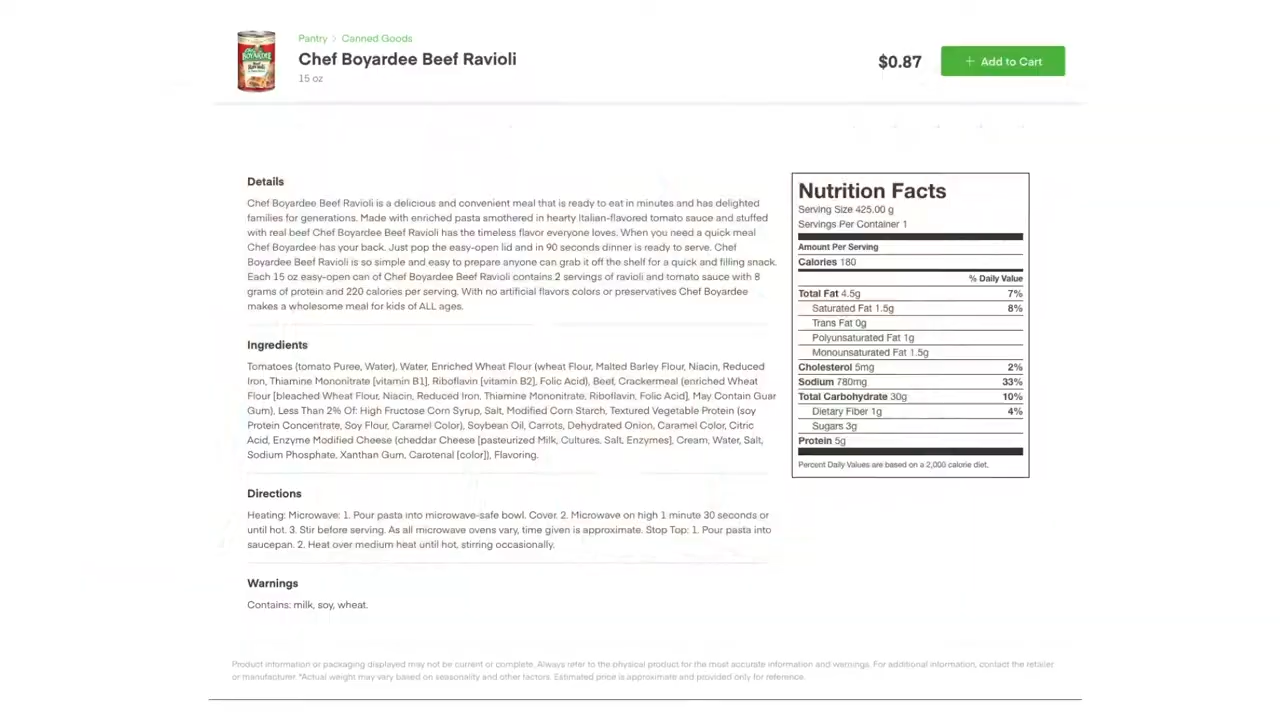 Pantry > Canned Goods
Chef Boyardee Beef Ravioli
15 oz
$0.87
+ Add to Cart
Details
Chef Boyardee Beef Ravioli is a delicious and convenient meal that is ready to eat in minutes and has delighted
families for generations. Made with enriched pasta smothered in hearty Italian-flavored tomato sauce and stuffed
with real beef Chef Boyardee Beef Ravioli has the timeless flavor everyone loves. When you need a quick meal
Chef Boyardee has your back. Just pop the easy-open lid and in 90 seconds dinner is ready to serve. Chef
Boyardee Beef Ravioli is so simple and easy to prepare anyone can grab it off the shelf for a quick and filling snack.
Each 15 oz easy-open can of Chef Boyardee Beef Ravioli contains 2 servings of ravioli and tomato sauce with 8
grams of protein and 220 calories per serving. With no artificial flavors colors or preservatives Chef Boyardee
makes a wholesome meal for kids of ALL ages.
Ingredients
Tomatoes (tomato Puree, Water), Water, Enriched Wheat Flour (wheat Flour, Malted Barley Flour, Niacin, Reduced
Iron, Thiamine Mononitrate [vitamin B1], Riboflavin [vitamin B2], Folic Acid), Beef, Crackermeal (enriched Wheat
Flour [bleached Wheat Flour, Niacin, Reduced Iron, Thiamine Mononitrate, Riboflavin, Folic Acid], May Contain Guar
Gum), Less Than 2% Of: High Fructose Corn Syrup, Salt, Modified Corn Starch, Textured Vegetable Protein (soy
Protein Concentrate, Soy Flour, Caramel Color), Soybean Oil, Carrots, Dehydrated Onion, Caramel Color, Citric
Acid, Enzyme Modified Cheese (cheddar Cheese [pasteurized Milk, Cultures, Salt, Enzymes], Cream, Water, Salt,
Sodium Phosphate, Xanthan Gum, Carotenal [color]), Flavoring.
Directions
Heating: Microwave: 1. Pour pasta into microwave-safe bowl. Cover. 2. Microwave on high 1 minute 30 seconds or
until hot. 3. Stir before serving. As all microwave ovens vary, time given is approximate. Stop Top: 1. Pour pasta into
saucepan. 2. Heat over medium heat until hot, stirring occasionally.
Warnings
Contains: milk, soy, wheat.
Nutrition Facts
Serving Size 425.00 g
Servings Per Container 1
Amount Per Serving
Calories 180
% Daily Value
Total Fat 4.5g 7%
Saturated Fat 1.5g 8%
Trans Fat 0g
Polyunsaturated Fat 1g
Monounsaturated Fat 1.5g
Cholesterol 5mg 2%
Sodium 780mg 33%
Total Carbohydrate 30g 10%
Dietary Fiber 1g 4%
Sugars 3g
Protein 5g
Percent Daily Values are based on a 2,000 calorie diet.
Product information or packaging displayed may not be current or complete. Always refer to the physical product for the most accurate information and warnings. For additional information, contact the retailer
or manufacturer. *Actual weight may vary based on seasonality and other factors. Estimated price is approximate and provided only for reference.